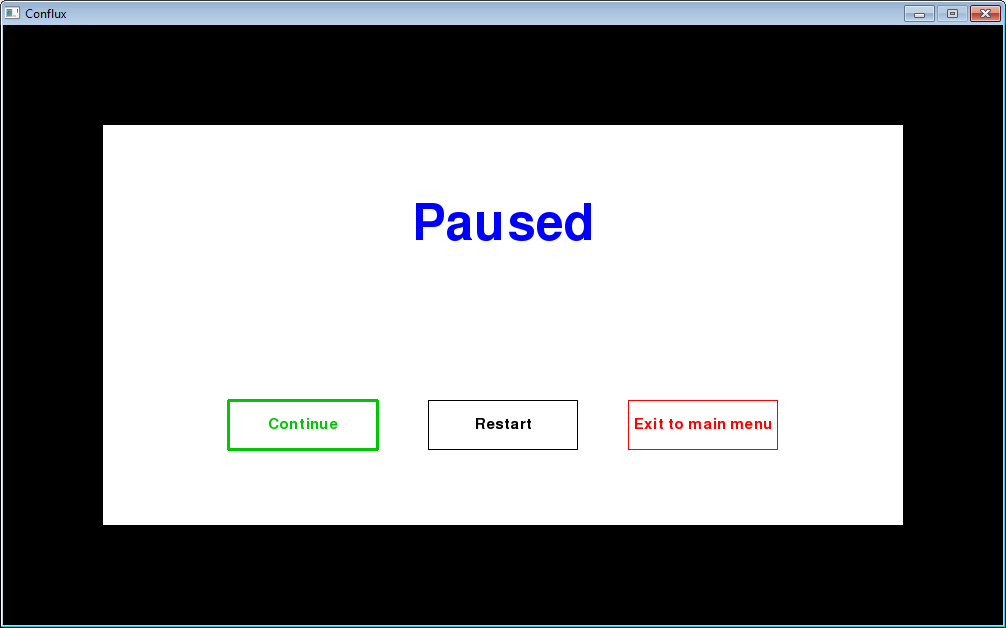 Conflux
Paused
Continue
Restart
Exit to main menu